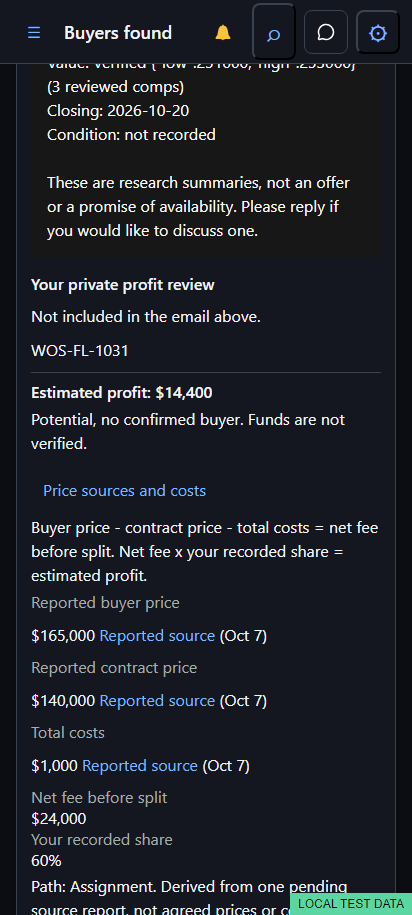 Buyers found
Value: verified {"low":231000, "high":253000}
(3 reviewed comps)
Closing: 2026-10-20
Condition: not recorded
These are research summaries, not an offer
or a promise of availability. Please reply if
you would like to discuss one.
Your private profit review
Not included in the email above.
WOS-FL-1031
Estimated profit: $14,400
Potential, no confirmed buyer. Funds are not
verified.
Price sources and costs
Buyer price - contract price - total costs = net fee
before split. Net fee x your recorded share =
estimated profit.
Reported buyer price
$165,000 Reported source (Oct 7)
Reported contract price
$140,000 Reported source (Oct 7)
Total costs
$1,000 Reported source (Oct 7)
Net fee before split
$24,000
Your recorded share
60%
Path: Assignment. Derived from one pending
source report, not agreed prices or
LOCAL TEST DATA